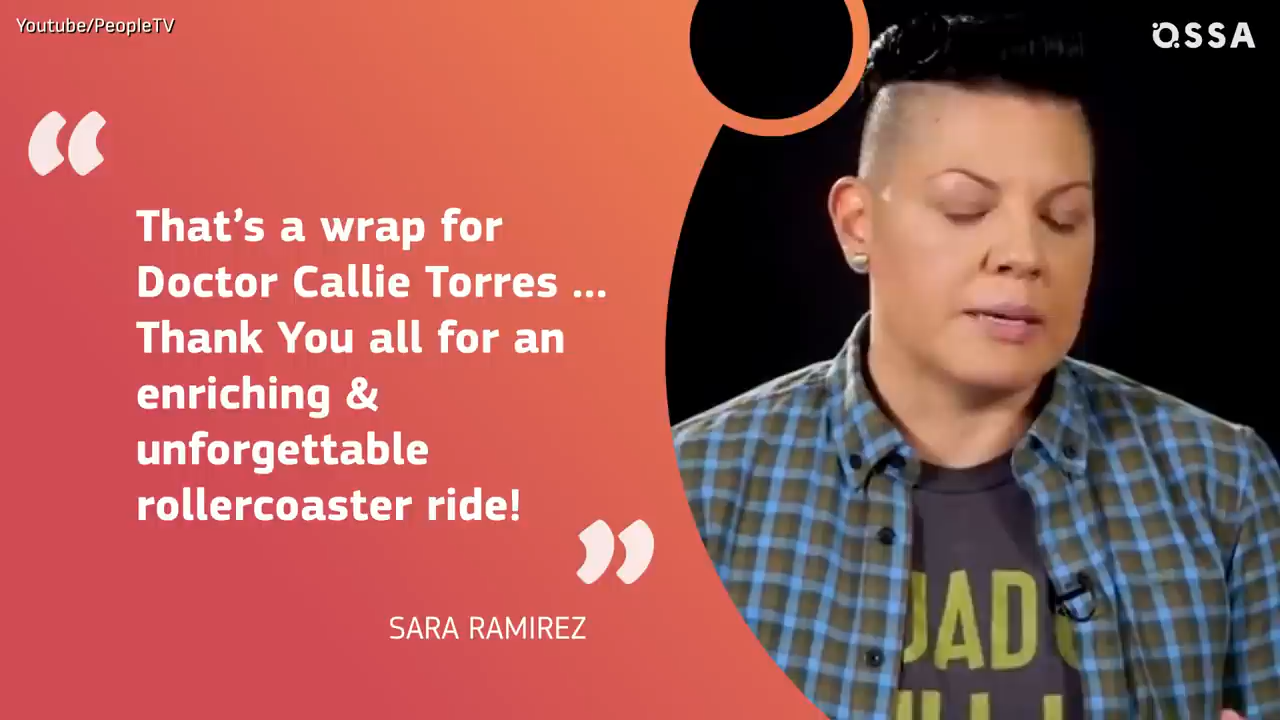 Youtube/PeopleTV
QSSA
“
That’s a wrap for
Doctor Callie Torres ...
Thank You all for an
enriching &
unforgettable
rollercoaster ride!
”
SARA RAMIREZ